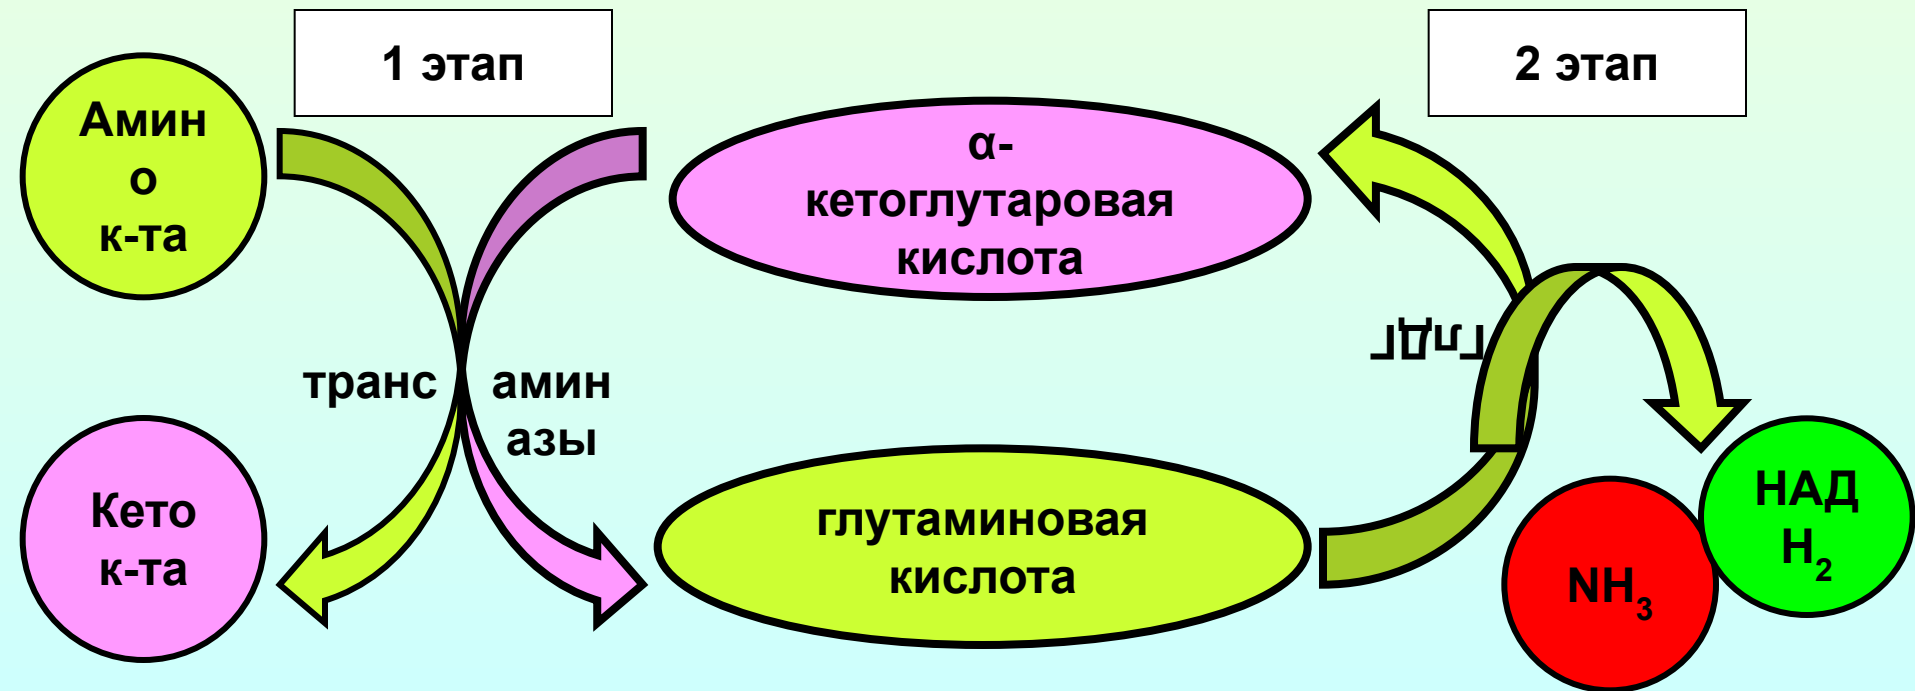 1 этап
2 этап
Амин
о
к-та
α-
кетоглутаровая
кислота
ГлДГ
транс
амин
азы
Кето
к-та
глутаминовая
кислота
NH₃
НАД
Н₂